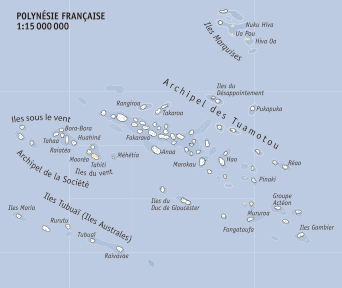 POLYNÉSIE FRANÇAISE
1:15 000 000
Nuku Hiva
Ua Pou
Hiva Oa
Iles Marquises
Archipel des Tuamotou
Iles du
Désappointement
Rangiroa
Takaroa
Pukapuka
Iles sous le vent
Bora-Bora
Tahaa
Huahiné
Raiatéa
Fakarava
Mooréa
Tahiti
Méhétia
Anaa
Iles du vent
Marokau
Hao
Réao
Pinaki
Archipel de la Société
Iles Maria
Rurutu
Tubuaï
Iles Tubuaï (Iles Australes)
Raivavae
Iles du
Duc de Gloucester
Groupe
Actéon
Mururoa
Fangataufa
Iles Gambier